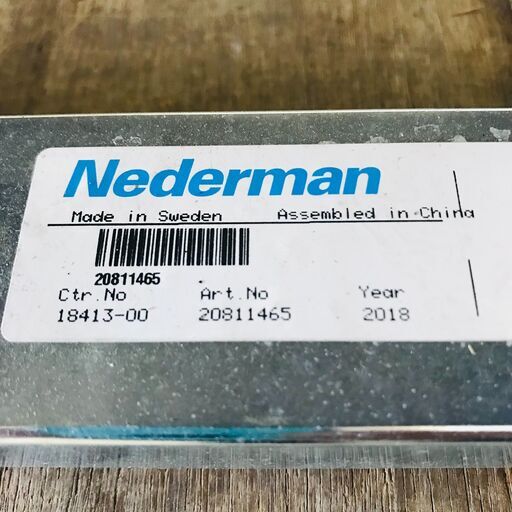 Nederman
Made in Sweden Assembled in China
20811465
Ctr.No Art.No Year
18413-00 20811465 2018